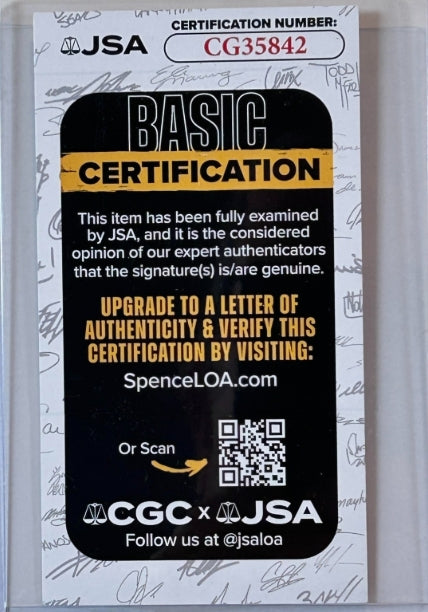 CERTIFICATION NUMBER:
JSA
CG35842
BASIC
CERTIFICATION
This item has been fully examined
by JSA, and it is the considered
opinion of our expert authenticators
that the signature(s) is/are genuine.
UPGRADE TO A LETTER OF
AUTHENTICITY & VERIFY THIS
CERTIFICATION BY VISITING:
SpenceLOA.com
Or Scan
CGC x JSA
Follow us at @jsaloa